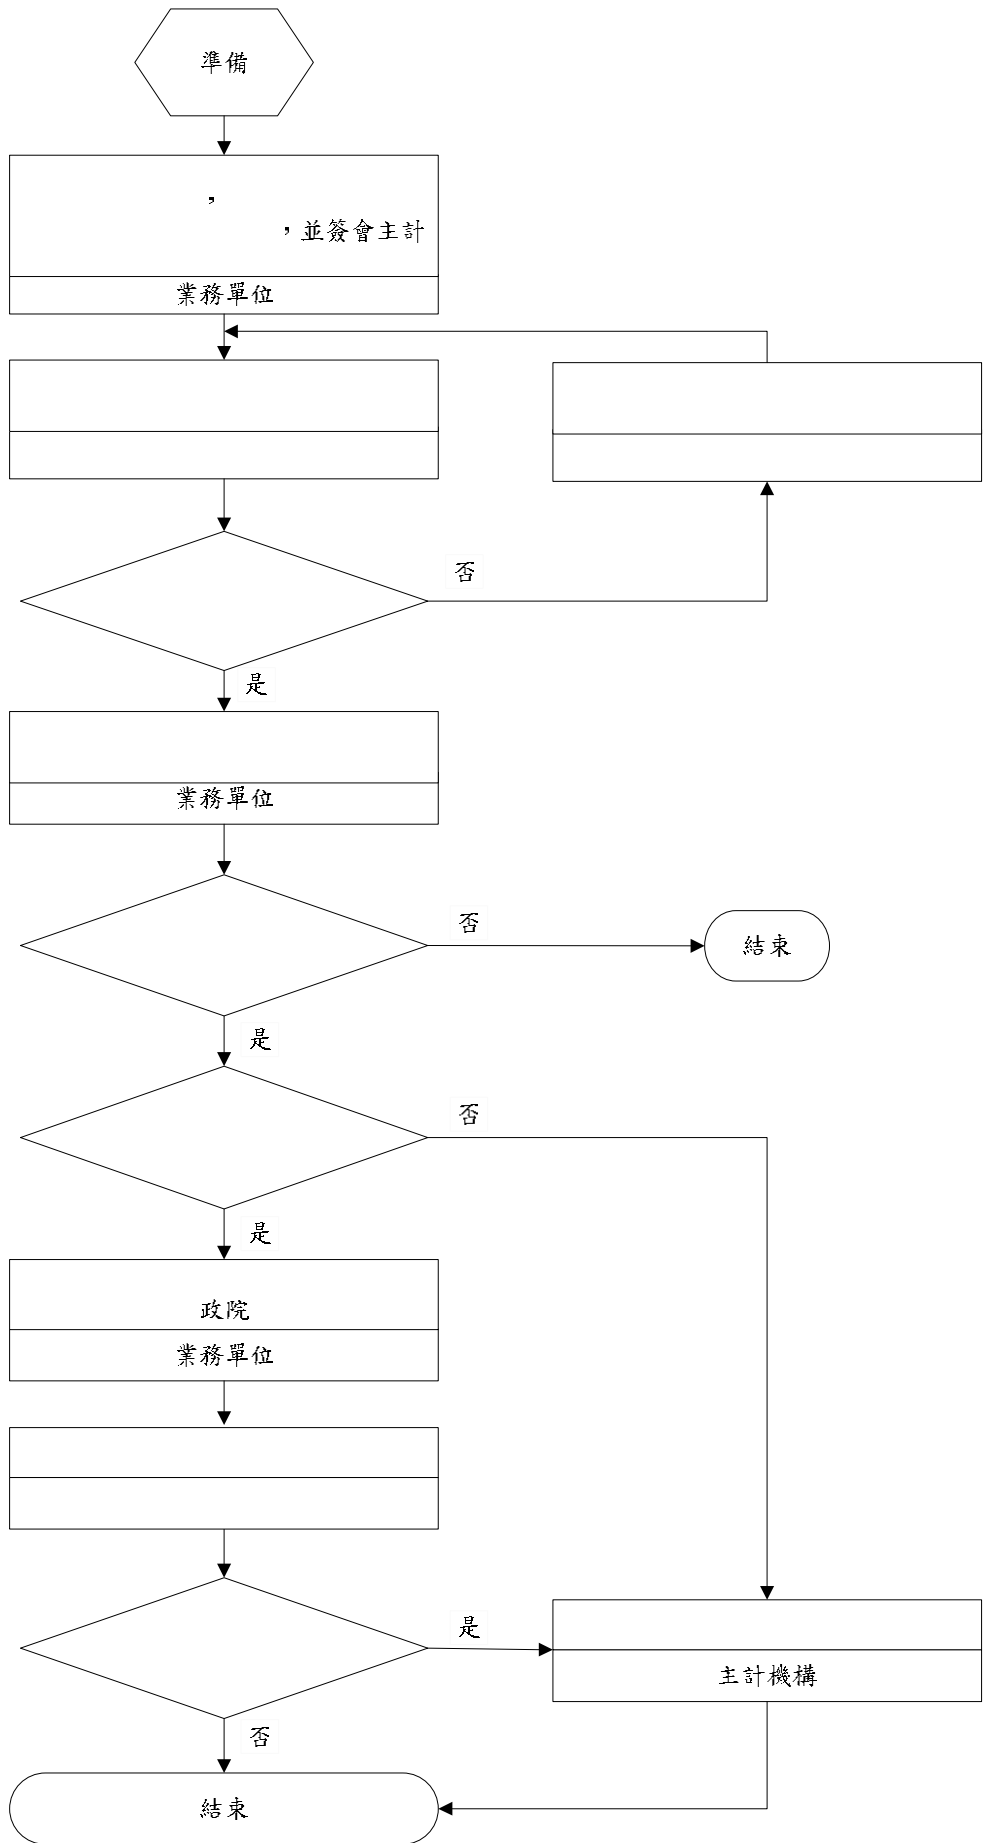 準備
，
，並簽會主計
業務單位
否
是
業務單位
否
結束
是
否
是
政院
業務單位
是
主計機構
否
結束